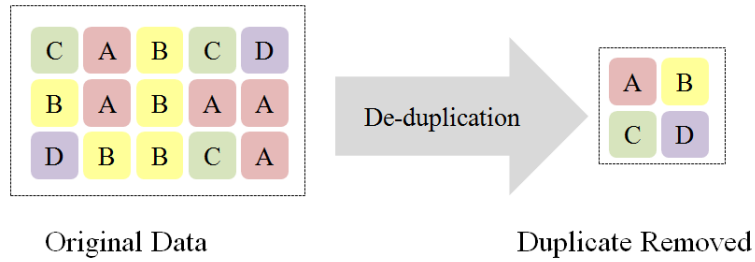 C A B C D
B A B A A
D B B C A
De-duplication
A B
C D
Original Data
Duplicate Removed